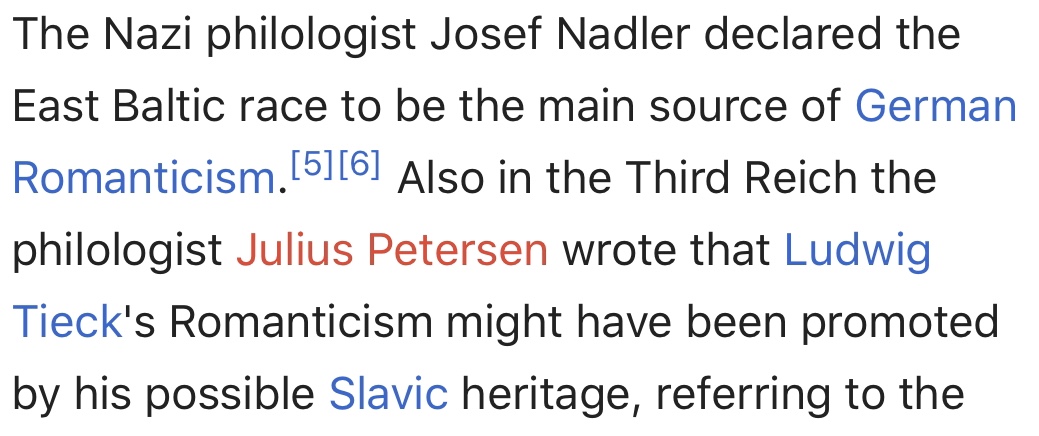 The Nazi philologist Josef Nadler declared the
East Baltic race to be the main source of German
Romanticism.[5][6] Also in the Third Reich the
philologist Julius Petersen wrote that Ludwig
Tieck's Romanticism might have been promoted
by his possible Slavic heritage, referring to the